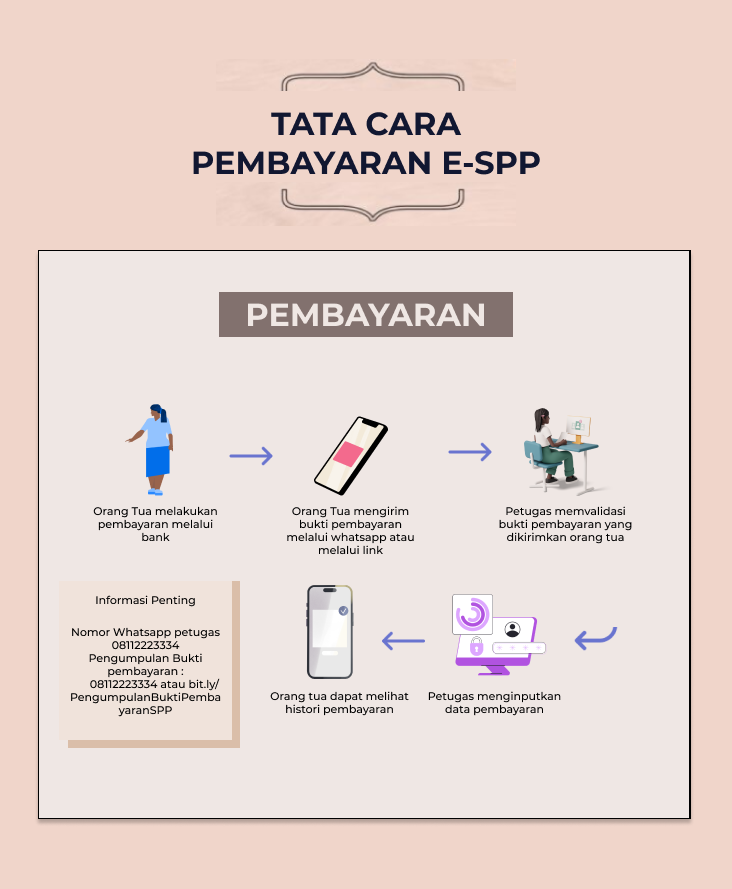 TATA CARA
PEMBAYARAN E-SPP
PEMBAYARAN
Orang Tua melakukan
pembayaran melalui
bank
Orang Tua mengirim
bukti pembayaran
melalui whatsapp atau
melalui link
Petugas memvalidasi
bukti pembayaran yang
dikirimkan orang tua
Petugas menginputkan
data pembayaran
Orang tua dapat melihat
histori pembayaran
Informasi Penting
Nomor Whatsapp petugas
08112223334
Pengumpulan Bukti
pembayaran :
08112223334 atau bit.ly/
PengumpulanBuktiPemba
yaranSPP